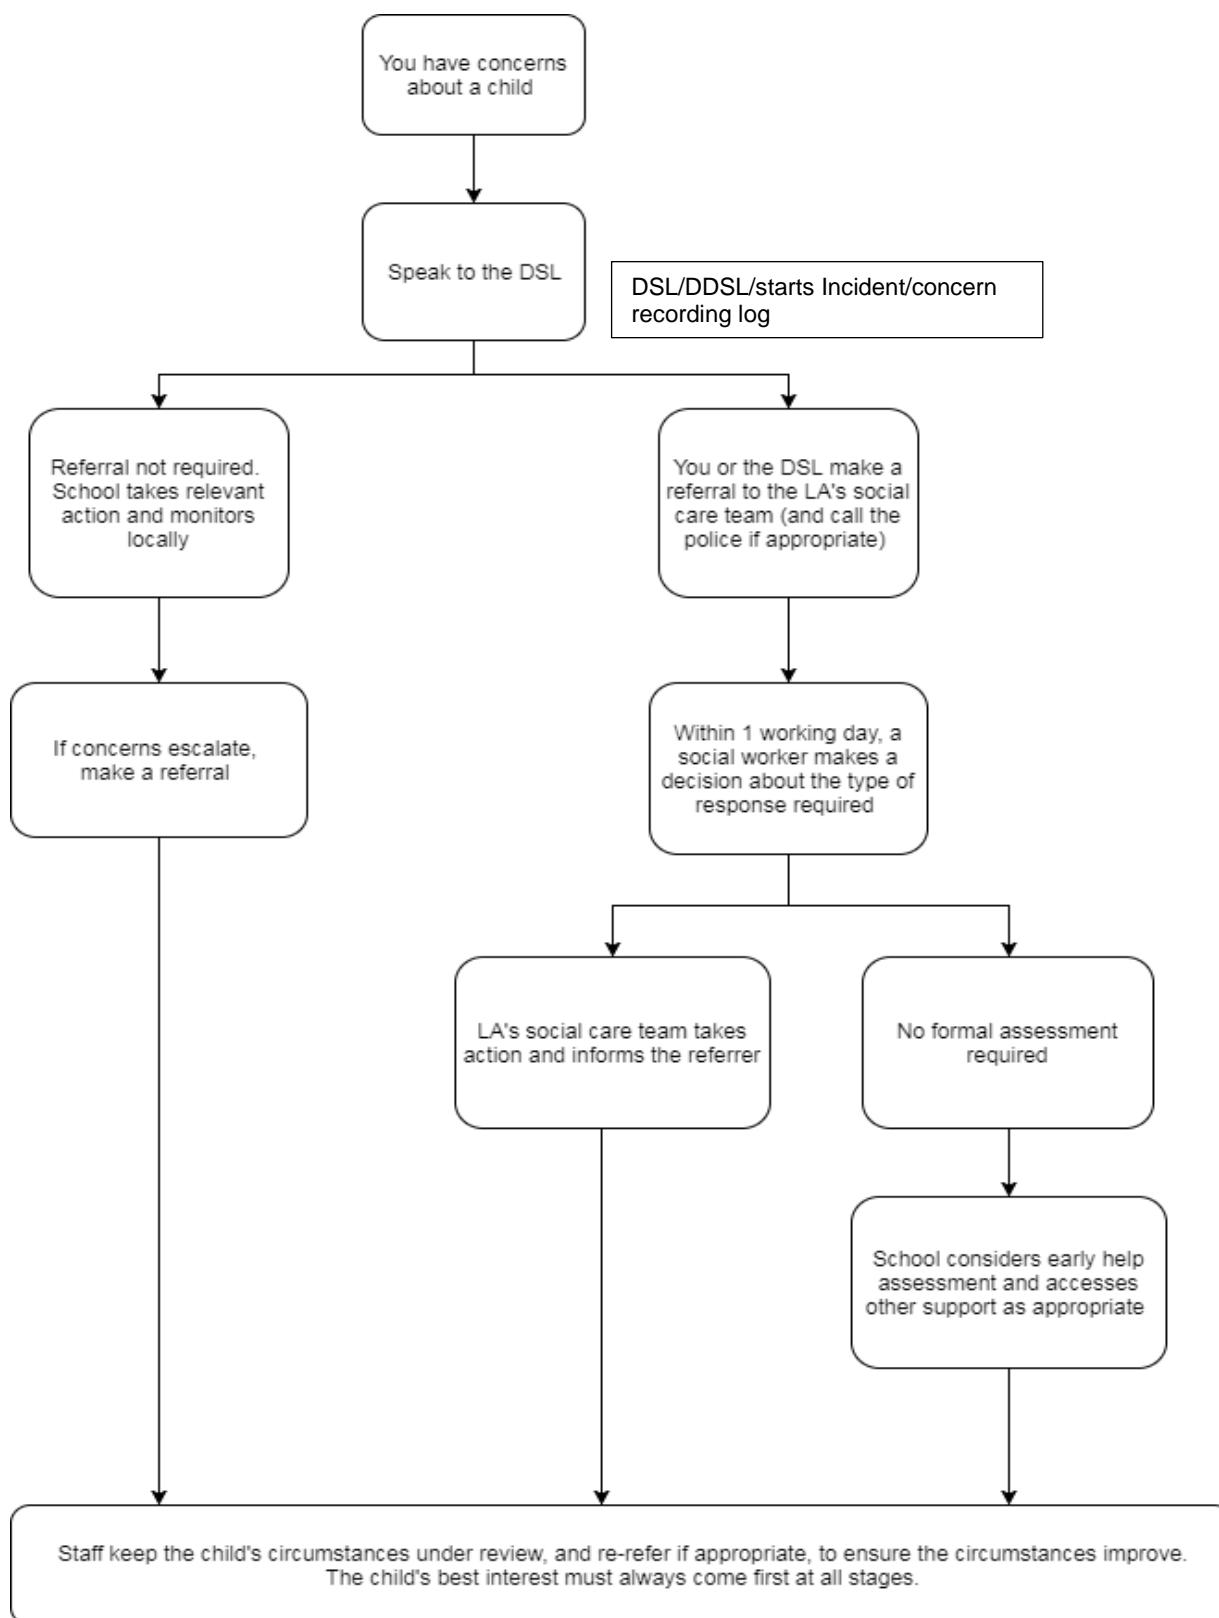 You have concerns
about a child
Speak to the DSL
DSL/DDSL/starts Incident/concern
recording log
Referral not required.
School takes relevant
action and monitors
locally
You or the DSL make a
referral to the LA's social
care team (and call the
police if appropriate)
If concerns escalate,
make a referral
Within 1 working day, a
social worker makes a
decision about the type of
response required
LA's social care team takes
action and informs the referrer
No formal assessment
required
School considers early help
assessment and accesses
other support as appropriate
Staff keep the child's circumstances under review, and re-refer if appropriate, to ensure the circumstances improve.
The child's best interest must always come first at all stages.